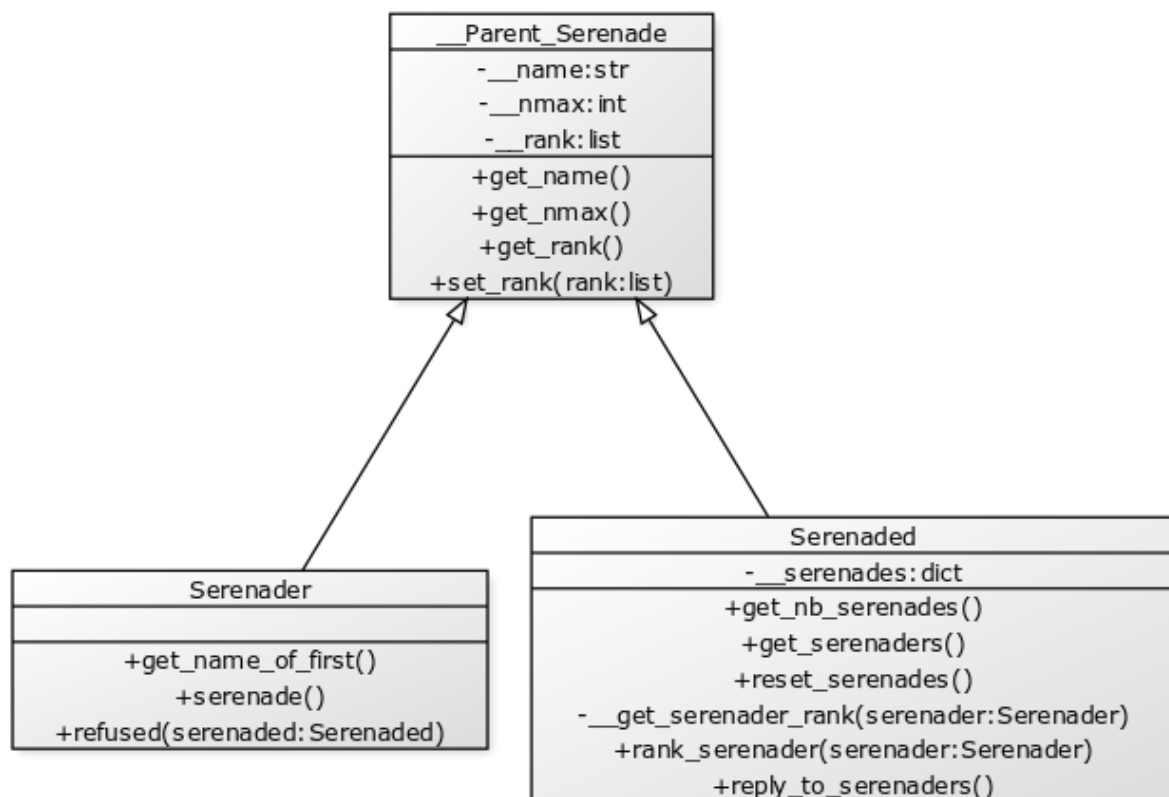 __Parent_Serenade
-__name:str
-__nmax:int
-__rank:list
+get_name()
+get_nmax()
+get_rank()
+set_rank(rank:list)
Serenader
+get_name_of_first()
+serenade()
+refused(serenaded:Serenaded)
Serenaded
-__serenades:dict
+get_nb_serenades()
+get_serenaders()
+reset_serenades()
-__get_serenader_rank(serenader:Serenader)
+rank_serenader(serenader:Serenader)
+reply_to_serenaders()